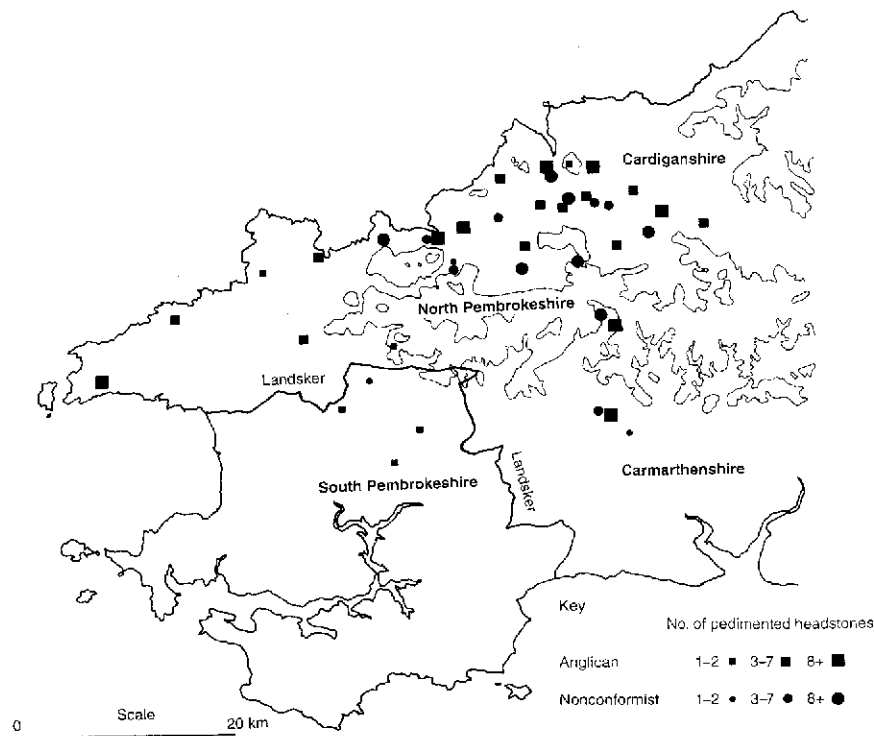 Cardiganshire
North Pembrokeshire
Landsker
South Pembrokeshire
Landsker
Carmarthenshire
Key
No. of pedimented headstones
Anglican 1–2 3–7 8+
Nonconformist 1–2 3–7 8+
0 Scale 20 km